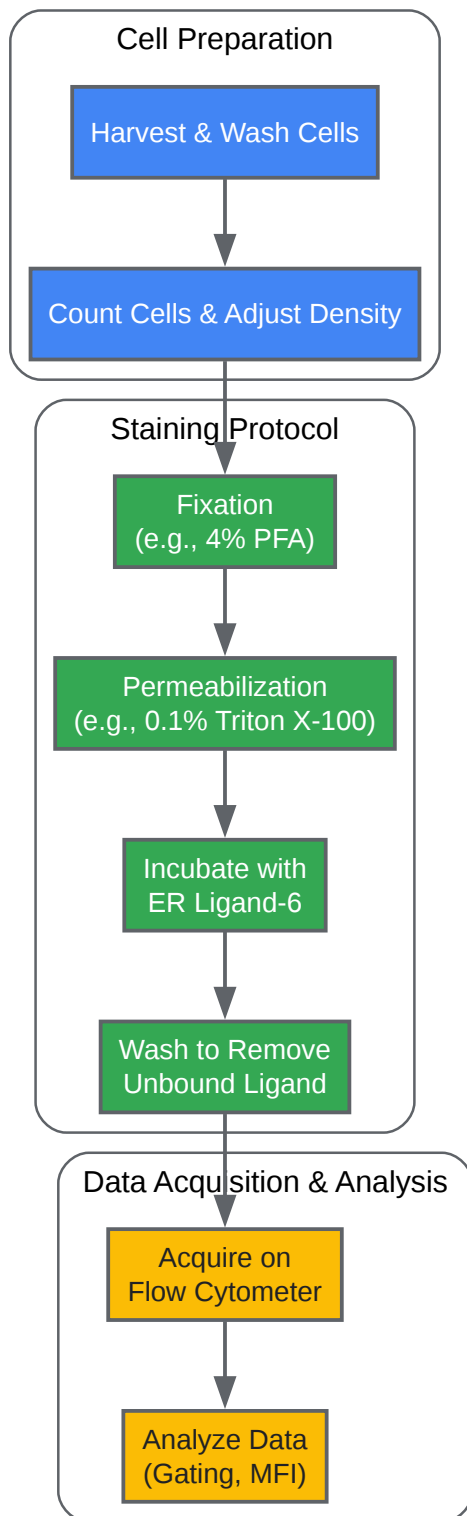 Cell Preparation
Harvest & Wash Cells
Count Cells & Adjust Density
Staining Protocol
Fixation
(e.g., 4% PFA)
Permeabilization
(e.g., 0.1% Triton X-100)
Incubate with
ER Ligand-6
Wash to Remove
Unbound Ligand
Data Acquisition & Analysis
Acquire on
Flow Cytometer
Analyze Data
(Gating, MFI)